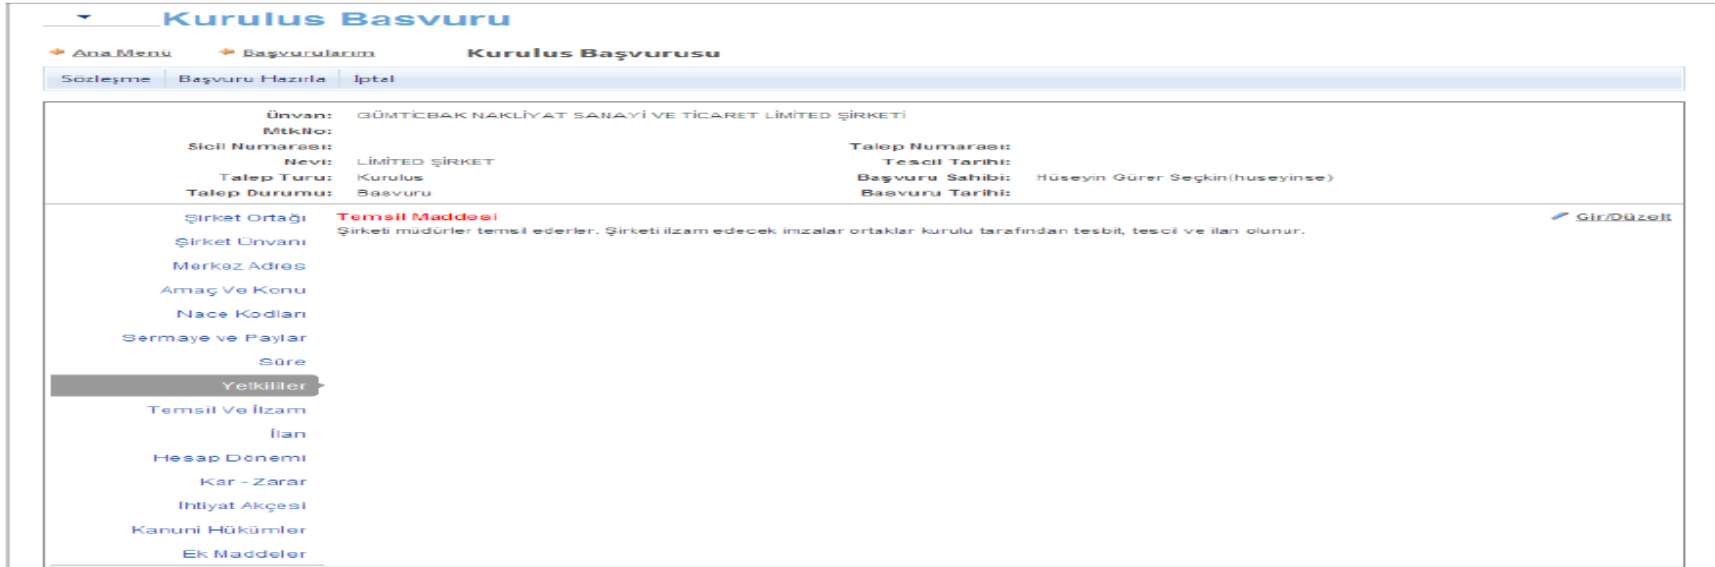 Kurulus Basvuru
Ana Menü Başvurularım Kurulus Başvurusu
Sözleşme Başvuru Hazırla İptal
Ünvan: GÜMTİCBAK NAKLİYAT SANAYİ VE TİCARET LİMİTED ŞİRKETİ
MtkNo:
Sicil Numarası: Talep Numarası:
Nevi: LİMİTED ŞİRKET Tescil Tarihi:
Talep Turu: Kurulus Başvuru Sahibi: Hüseyin Gürer Seçkin(huseyinse)
Talep Durumu: Basvuru Basvuru Tarihi:
Şirket Ortağı Temsil Maddesi Gir/Düzelt
Şirketi müdürler temsil ederler. Şirketi ilzam edecek imzalar ortaklar kurulu tarafından tesbit, tescil ve ilan olunur.
Şirket Ünvanı
Merkez Adres
Amaç Ve Konu
Nace Kodları
Sermaye ve Paylar
Süre
Yetkililer
Temsil Ve İlzam
İlan
Hesap Dönemi
Kar - Zarar
İhtiyat Akçesi
Kanuni Hükümler
Ek Maddeler